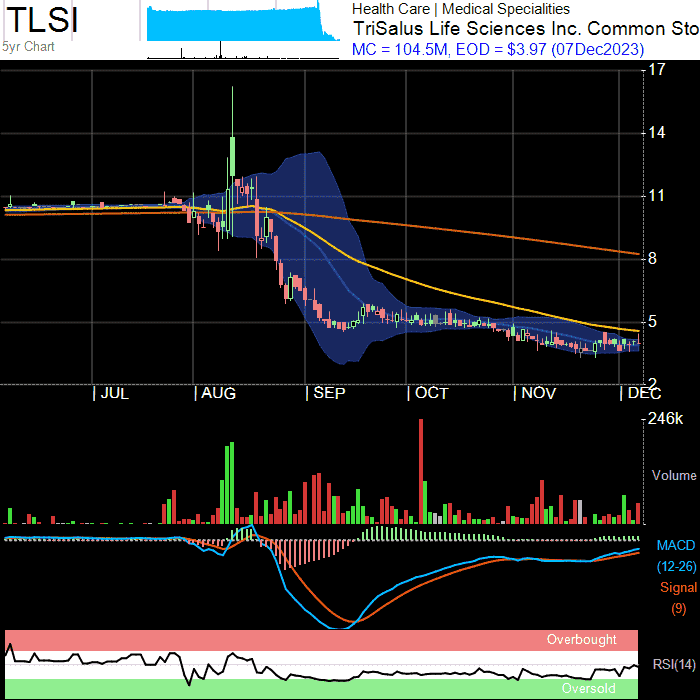 TLSI
5yr Chart
Health Care | Medical Specialities
TriSalus Life Sciences Inc. Common Sto
MC = 104.5M, EOD = $3.97 (07Dec2023)
17
14
11
8
5
2
JUL AUG SEP OCT NOV DEC
246k
Volume
MACD
(12-26)
Signal
(9)
Overbought
RSI(14)
Oversold